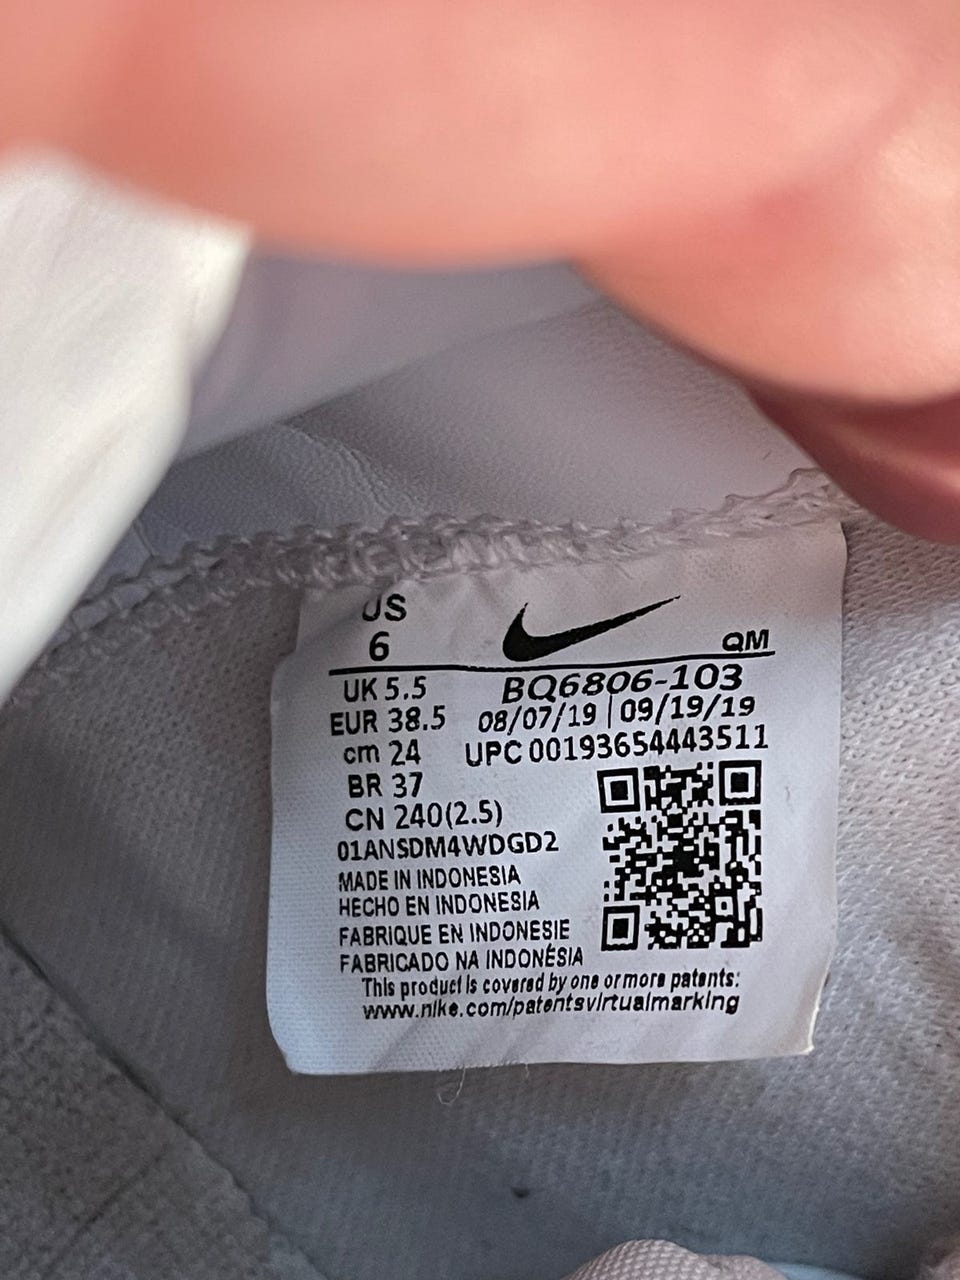 US
6
QM
UK 5.5
BQ6806-103
EUR 38.5
08/07/19 | 09/19/19
cm 24
UPC 00193654443511
BR 37
CN 240(2.5)
01ANSDM4WDGD2
MADE IN INDONESIA
HECHO EN INDONESIA
FABRIQUE EN INDONESIE
FABRICADO NA INDONÉSIA
This product is covered by one or more patents:
www.nike.com/patentsvirtualmarking